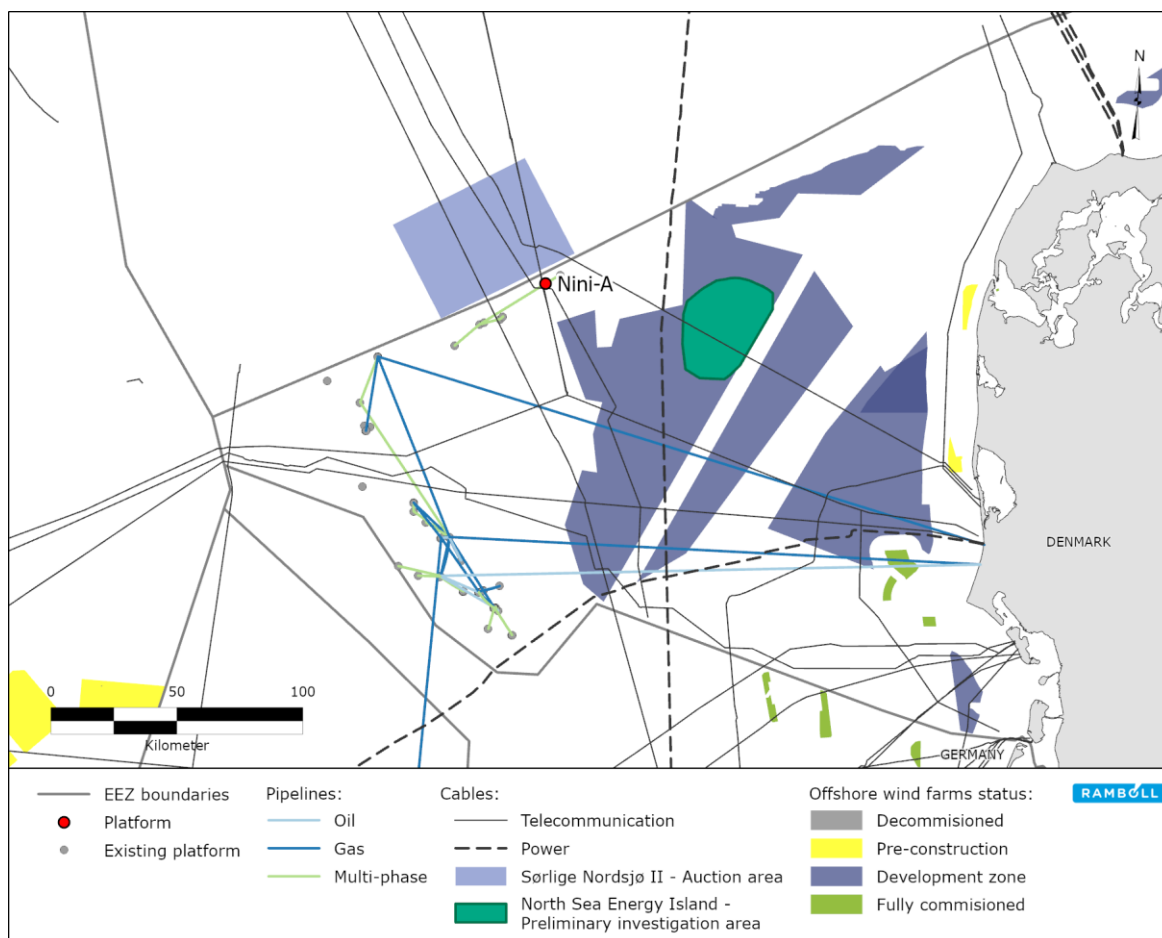 N
Nini-A
DENMARK
0 50 100
Kilometer
GERMANY
EEZ boundaries
Platform
Existing platform
Pipelines:
Oil
Gas
Multi-phase
Cables:
Telecommunication
Power
Sørlige Nordsjø II - Auction area
North Sea Energy Island -
Preliminary investigation area
Offshore wind farms status:
Decommisioned
Pre-construction
Development zone
Fully commisioned
RAMBOLL